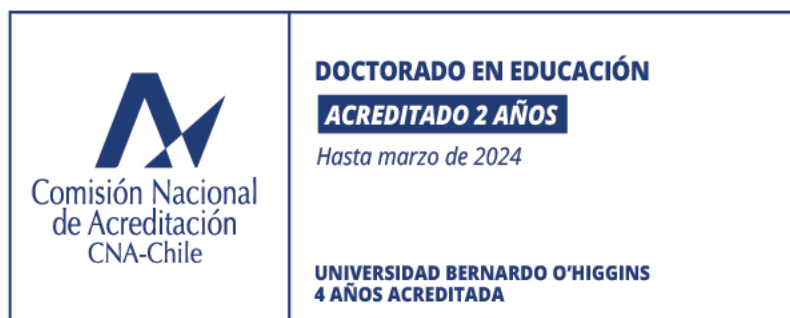 Comisión Nacional
de Acreditación
CNA-Chile
DOCTORADO EN EDUCACIÓN
ACREDITADO 2 AÑOS
Hasta marzo de 2024
UNIVERSIDAD BERNARDO O'HIGGINS
4 AÑOS ACREDITADA